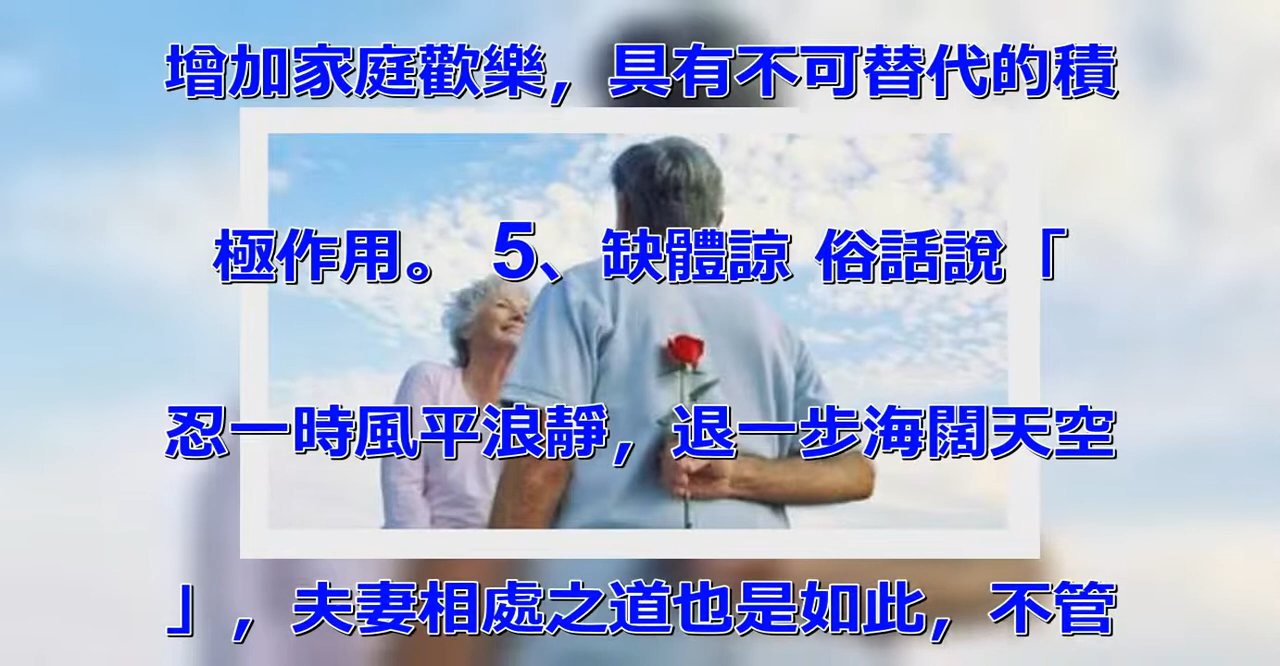 增加家庭歡樂，具有不可替代的積
極作用。 5、缺體諒 俗話說「
忍一時風平浪靜，退一步海闊天空
」，夫妻相處之道也是如此，不管